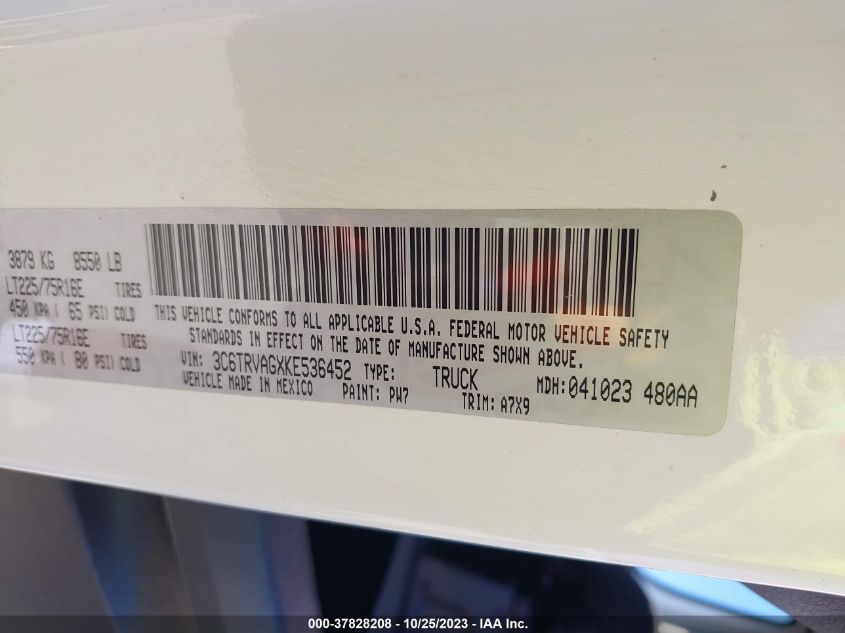 3879 KG 8550 LB
LT225/75R16E TIRES
450 KPA ( 65 PSI) COLD
LT225/75R16E TIRES
550 KPA ( 80 PSI) COLD
THIS VEHICLE CONFORMS TO ALL APPLICABLE U.S.A. FEDERAL MOTOR VEHICLE SAFETY
STANDARDS IN EFFECT ON THE DATE OF MANUFACTURE SHOWN ABOVE.
VIN: 3C6TRVAGXKE536452 TYPE: TRUCK MDH:041023 480AA
VEHICLE MADE IN MEXICO PAINT: PW7 TRIM: A7X9
000-37828208 - 10/25/2023 - IAA Inc.